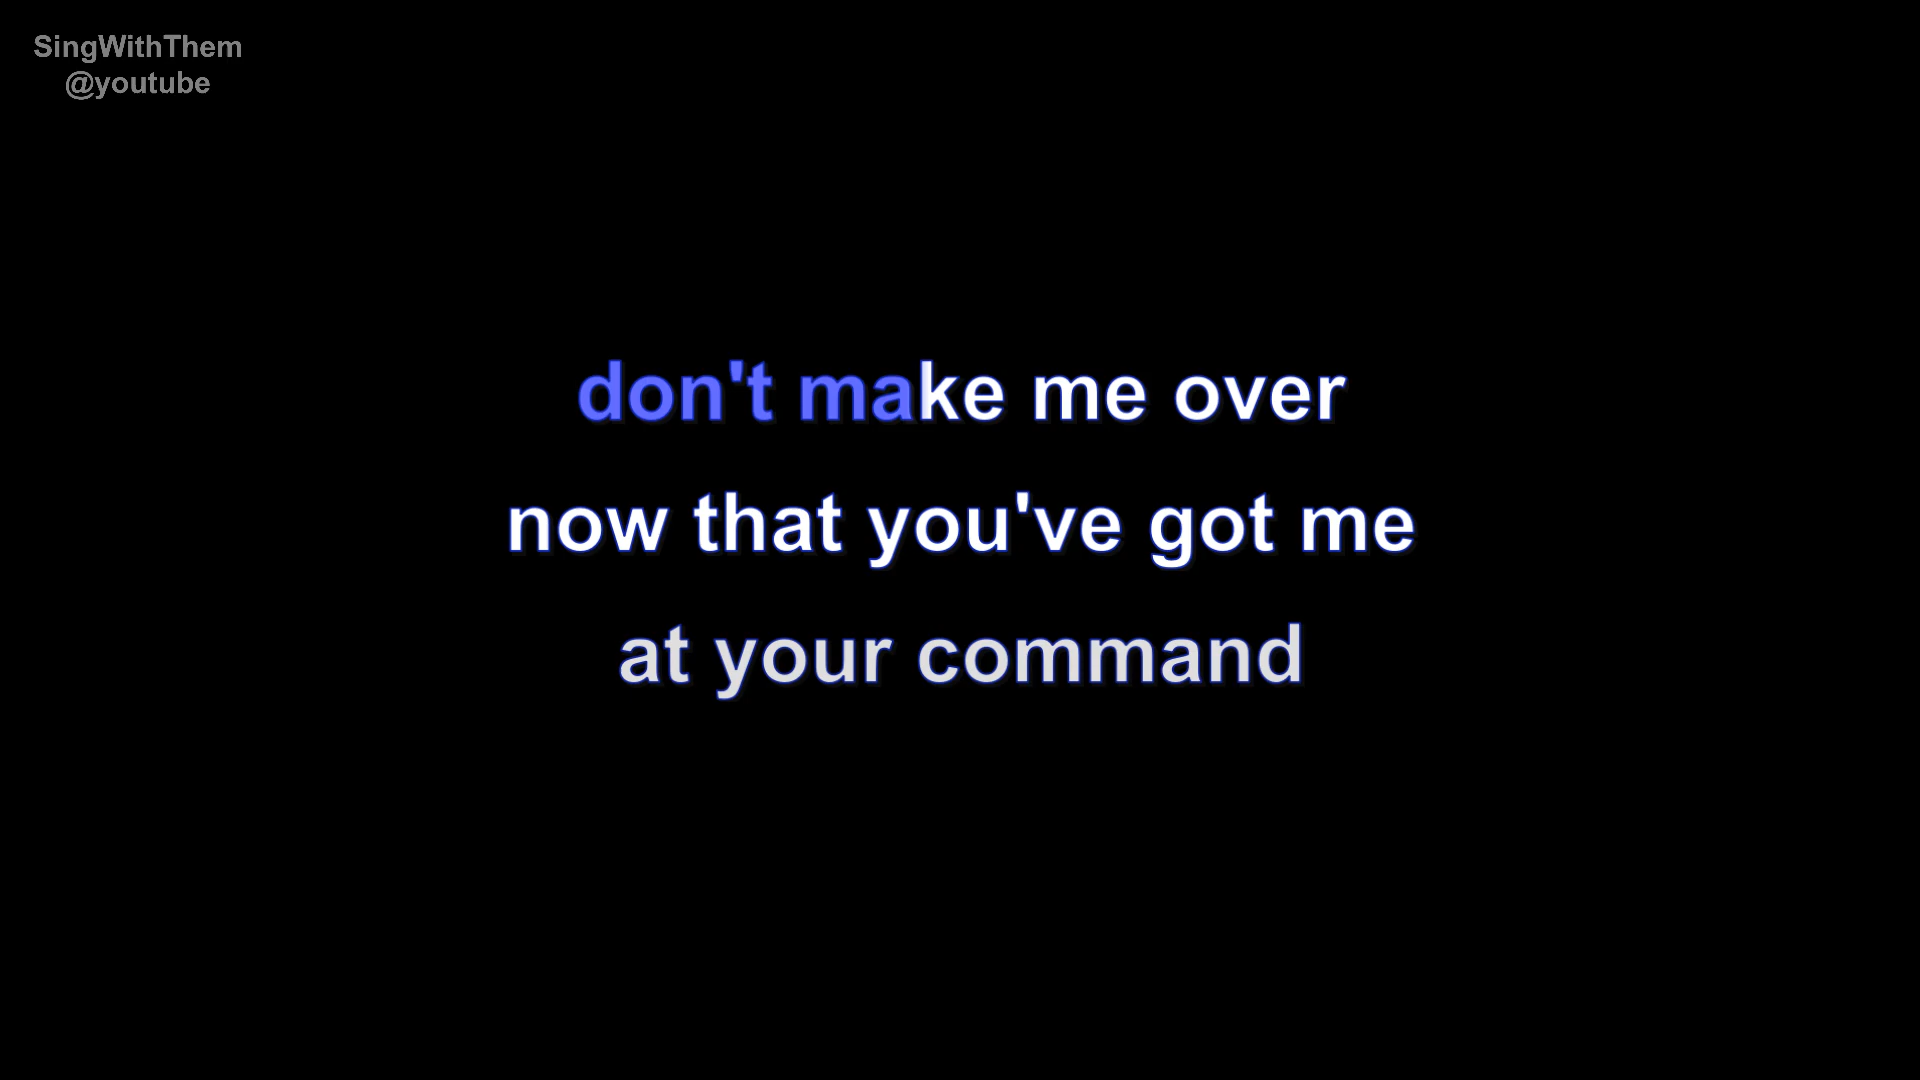 SingWithThem
@youtube
don't make me over
now that you've got me
at your command